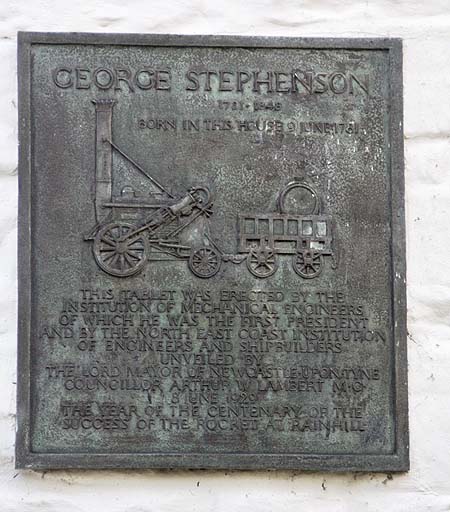 GEORGE STEPHENSON
1781·1848
BORN IN THIS HOUSE 9 JUNE 1781
THIS TABLET WAS ERECTED BY THE
INSTITUTION OF MECHANICAL ENGINEERS
OF WHICH HE WAS THE FIRST PRESIDENT
AND BY THE NORTH EAST COAST INSTITUTION
OF ENGINEERS AND SHIPBUILDERS
UNVEILED BY
THE LORD MAYOR OF NEWCASTLE-UPON-TYNE
COUNCILLOR ARTHUR W. LAMBERT M.C.
8 JUNE 1929
THE YEAR OF THE CENTENARY OF THE
SUCCESS OF THE ROCKET AT RAINHILL